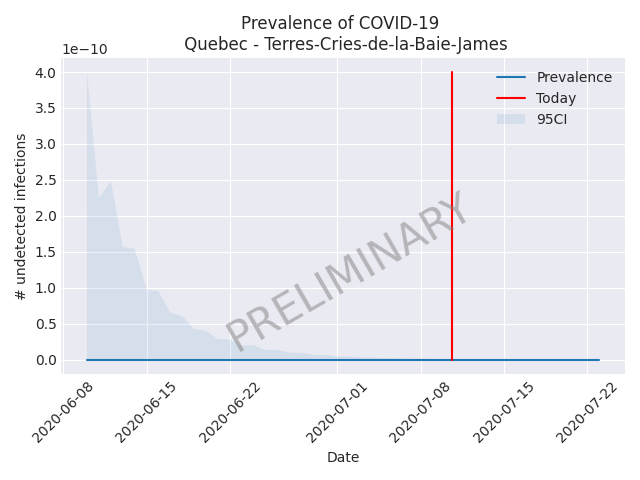 Prevalence of COVID-19
Quebec - Terres-Cries-de-la-Baie-James
1e−10
4.0
3.5
3.0
2.5
2.0
1.5
1.0
0.5
0.0
# undetected infections
Prevalence
Today
95CI
PRELIMINARY
2020-06-08
2020-06-15
2020-06-22
2020-07-01
2020-07-08
2020-07-15
2020-07-22
Date